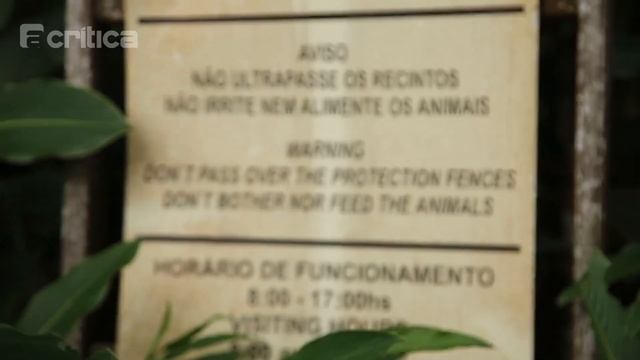 acrítica
AVISO
NÃO ULTRAPASSE OS RECINTOS
NÃO IRRITE NEM ALIMENTE OS ANIMAIS
WARNING
DON'T PASS OVER THE PROTECTION FENCES
DON'T BOTHER NOR FEED THE ANIMALS
HORÁRIO DE FUNCIONAMENTO
8:00 - 17:00hs
VISITING HOURS